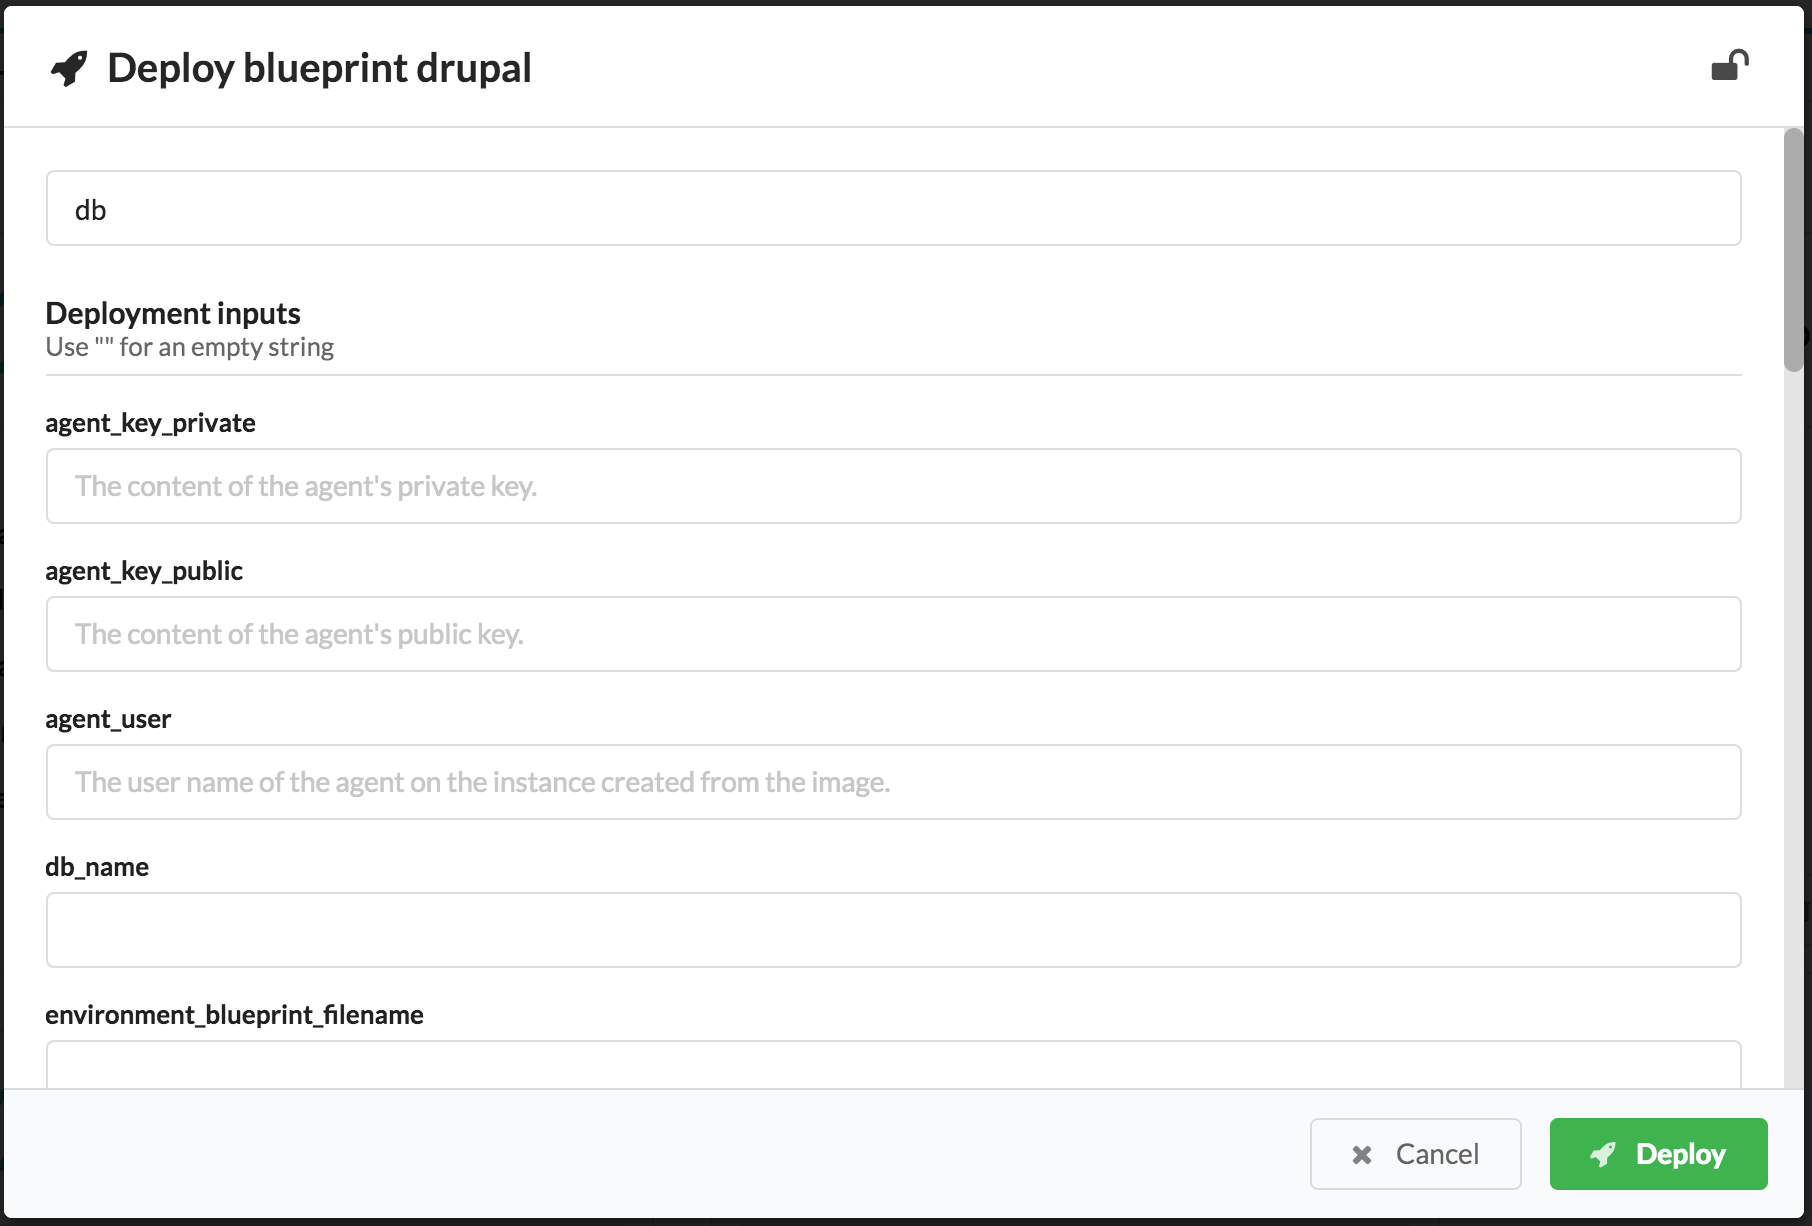 Deploy blueprint drupal
db
Deployment inputs
Use "" for an empty string
agent_key_private
The content of the agent's private key.
agent_key_public
The content of the agent's public key.
agent_user
The user name of the agent on the instance created from the image.
db_name
environment_blueprint_filename
Cancel
Deploy